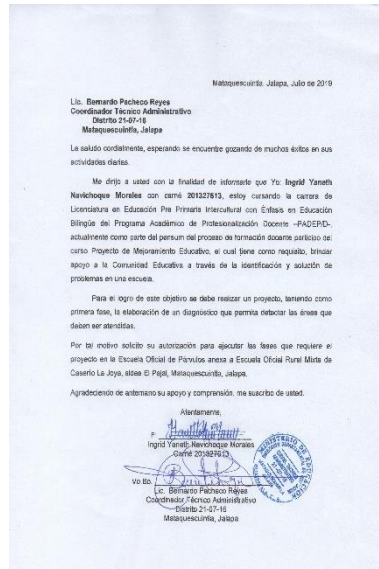 Mataquescuintla, Jalapa, Julio de 2019
Lic. Bernardo Pacheco Reyes
Coordinador Técnico Administrativo
Distrito 21-07-16
Mataquescuintla, Jalapa
Le saludo cordialmente, esperando se encuentre gozando de muchos éxitos en sus
actividades diarias.
Me dirijo a usted con la finalidad de informarle que Yo: Ingrid Yaneth
Navichoque Morales con carné 201327613, estoy cursando la carrera de
Licenciatura en Educación Pre Primaria Intercultural con Énfasis en Educación
Bilingüe del Programa Académico de Profesionalización Docente –PADEP/D-,
actualmente como parte del pensum del proceso de formación docente participo del
curso Proyecto de Mejoramiento Educativo, el cual tiene como requisito, brindar
apoyo a la Comunidad Educativa a través de la identificación y solución de
problemas en una escuela.
Para el logro de este objetivo se debe realizar un proyecto, teniendo como
primera fase, la elaboración de un diagnóstico que permita detectar las áreas que
deben ser atendidas.
Por tal motivo solicito su autorización para ejecutar las fases que requiere el
proyecto en la Escuela Oficial de Párvulos anexa a Escuela Oficial Rural Mixta de
Caserío La Joya, aldea El Pajal, Mataquescuintla, Jalapa.
Agradeciendo de antemano su apoyo y comprensión, me suscribo de usted.
Atentamente,
F.
Ingrid Yaneth Navichoque Morales
Carné 201327613
Vo.Bo.
Lic. Bernardo Pacheco Reyes
Coordinador Técnico Administrativo
Distrito 21-07-16
Mataquescuintla, Jalapa
MINISTERIO DE EDUCACION